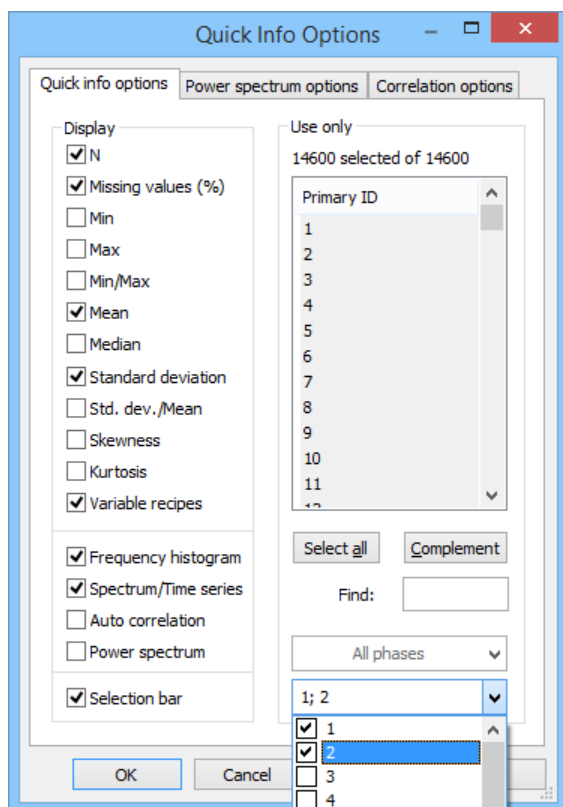 Quick Info Options
Quick info options
Power spectrum options
Correlation options
Display
N
Missing values (%)
Min
Max
Min/Max
Mean
Median
Standard deviation
Std. dev./Mean
Skewness
Kurtosis
Variable recipes
Frequency histogram
Spectrum/Time series
Auto correlation
Power spectrum
Selection bar
Use only
14600 selected of 14600
Primary ID
1
2
3
4
5
6
7
8
9
10
11
Select all
Complement
Find:
All phases
1; 2
1
2
3
4
OK
Cancel